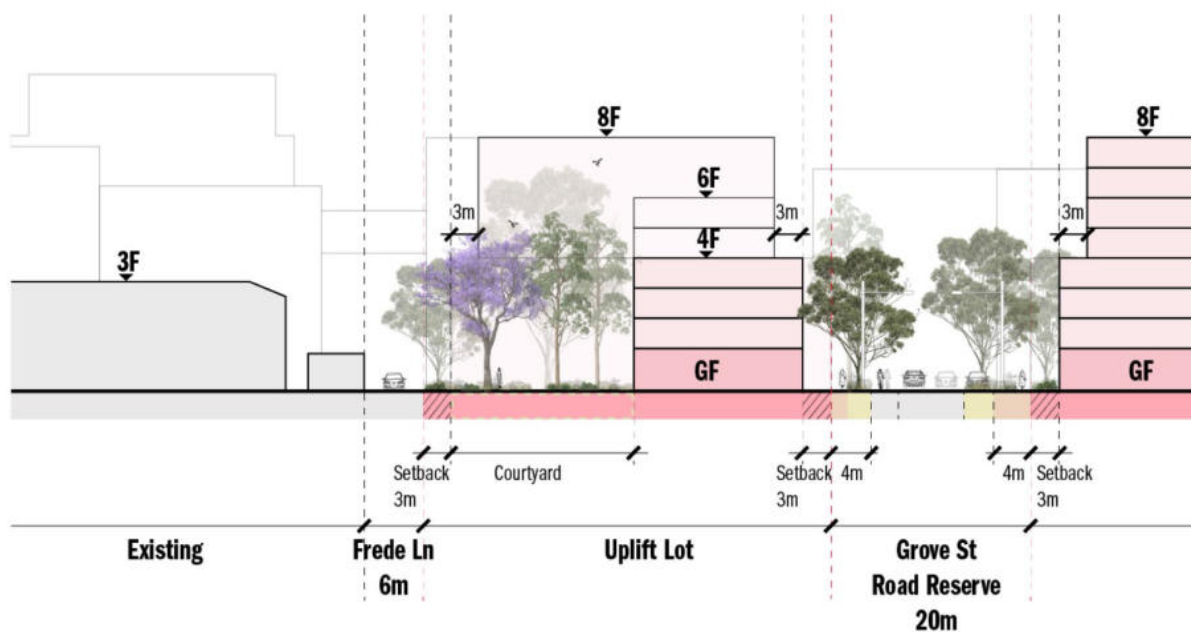 8F
8F
6F
3m
3m
3m
4F
3F
GF
GF
Setback
3m
Courtyard
Setback
3m
4m
4m
Setback
3m
Existing
Frede Ln
6m
Uplift Lot
Grove St
Road Reserve
20m